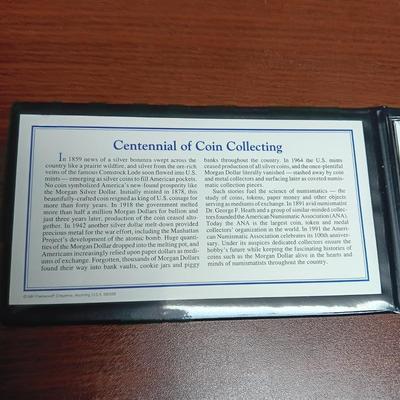 Centennial of Coin Collecting
In 1859 news of a silver bonanza swept across the
country like a prairie wildfire, and silver from the ore-rich
veins of the famous Comstock Lode soon flowed into U.S.
mints — emerging as silver coins to fill American pockets.
No coin symbolized America's new-found prosperity like
the Morgan Silver Dollar. Initially minted in 1878, this
beautifully-crafted coin reigned as king of U.S. coinage for
more than forty years. In 1918 the government melted
more than half a million Morgan Dollars for bullion and
just three years later, production of the coin ceased alto-
gether. In 1942 another silver dollar melt down provided
precious metal for the war effort, including the Manhattan
Project's development of the atomic bomb. Huge quanti-
ties of the Morgan Dollar dropped into the melting pot, and
Americans increasingly relied upon paper dollars as medi-
ums of exchange. Forgotten, thousands of Morgan Dollars
found their way into bank vaults, cookie jars and piggy
banks throughout the country. In 1964 the U.S. mints
ceased production of all silver coins, and the once-plentiful
Morgan Dollar literally vanished — stashed away by coin
and metal collectors and surfacing later as coveted numis-
matic collection pieces.
Such stories fuel the science of numismatics — the
study of coins, tokens, paper money and other objects
serving as mediums of exchange. In 1891 avid numismatist
Dr. George F. Heath and a group of similar-minded collec-
tors founded the American Numismatic Association (ANA).
Today the ANA is the largest coin, token and medal
collectors' organization in the world. In 1991 the Ameri-
can Numismatic Association celebrates its 100th anniver-
sary. Under its auspices dedicated collectors ensure the
hobby's future while keeping the fascinating histories of
coins such as the Morgan Dollar alive in the hearts and
minds of numismatists throughout the country.